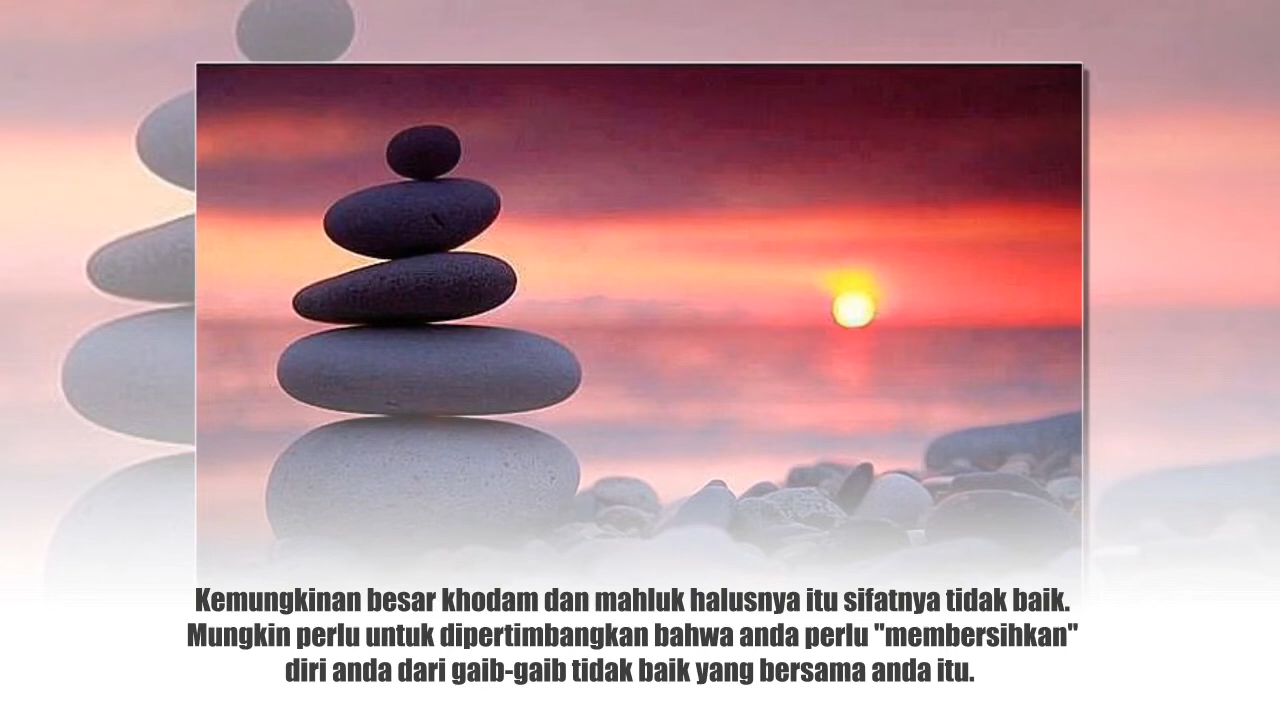 Kemungkinan besar khodam dan mahluk halusnya itu sifatnya tidak baik.
Mungkin perlu untuk dipertimbangkan bahwa anda perlu "membersihkan"
diri anda dari gaib-gaib tidak baik yang bersama anda itu.